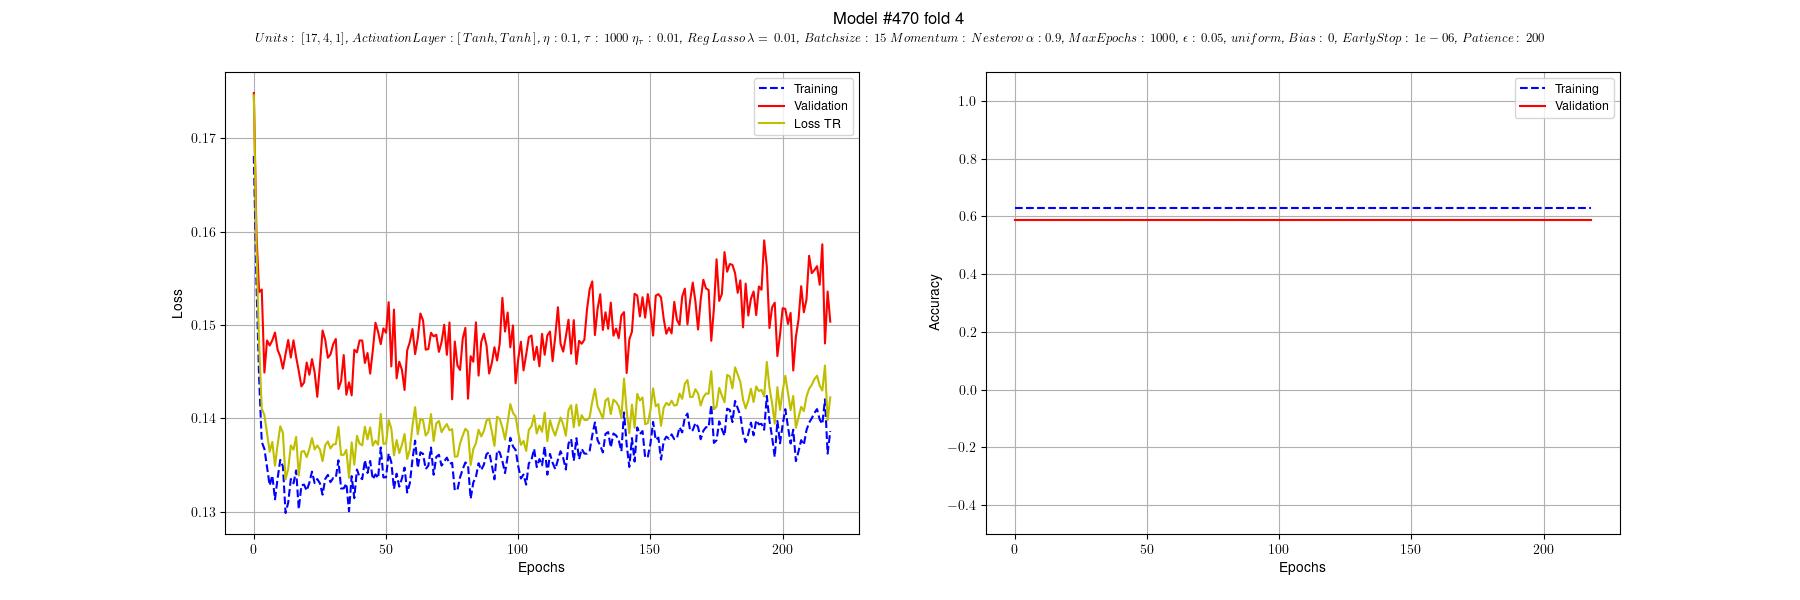 Model #470 fold 4
Units : [17, 4, 1], ActivationLayer : [Tanh, Tanh], η : 0.1, τ : 1000 ητ : 0.01, Reg Lasso λ = 0.01, Batchsize : 15 Momentum : Nesterov α : 0.9, MaxEpochs : 1000, ϵ : 0.05, uniform, Bias : 0, EarlyStop : 1e − 06, Patience : 200
Training
Validation
Loss TR
0.17
0.16
0.15
0.14
0.13
Loss
0 50 100 150 200
Epochs
Training
Validation
1.0
0.8
0.6
0.4
0.2
0.0
−0.2
−0.4
Accuracy
0 50 100 150 200
Epochs